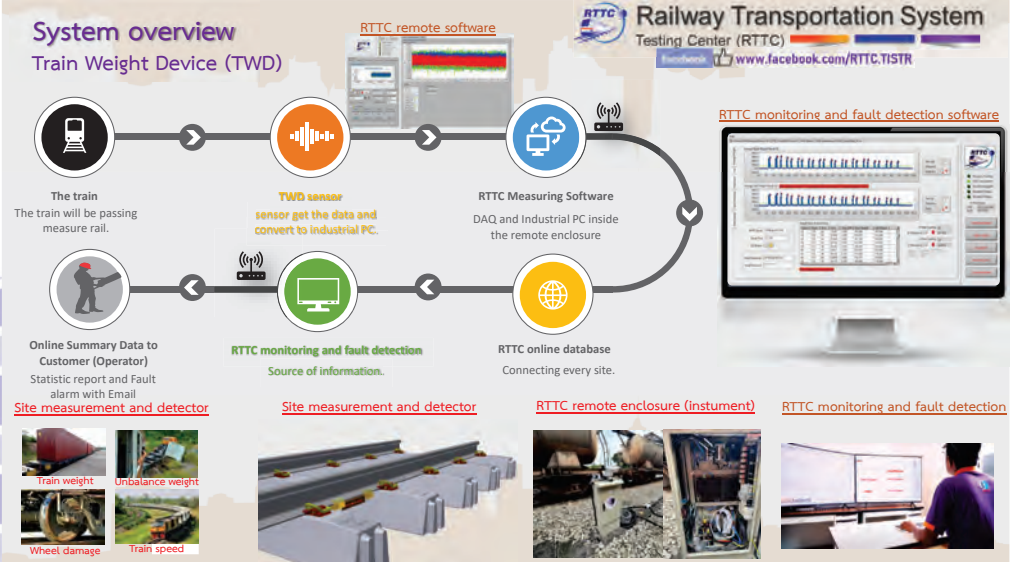 System overview
Train Weight Device (TWD)
RTTC remote software
RTTC
Railway Transportation System
Testing Center (RTTC)
facebook
www.facebook.com/RTTC.TISTR
RTTC monitoring and fault detection software
The train
The train will be passing
measure rail.
TWD sensor
sensor get the data and
convert to industrial PC.
RTTC Measuring Software
DAQ and Industrial PC inside
the remote enclosure
RTTC
Online Summary Data to
Customer (Operator)
Statistic report and Fault
alarm with Email
RTTC monitoring and fault detection
Source of information.
RTTC online database
Connecting every site.
Site measurement and detector
Train weight
Unbalance weight
Wheel damage
Train speed
Site measurement and detector
RTTC remote enclosure (instument)
RTTC monitoring and fault detection